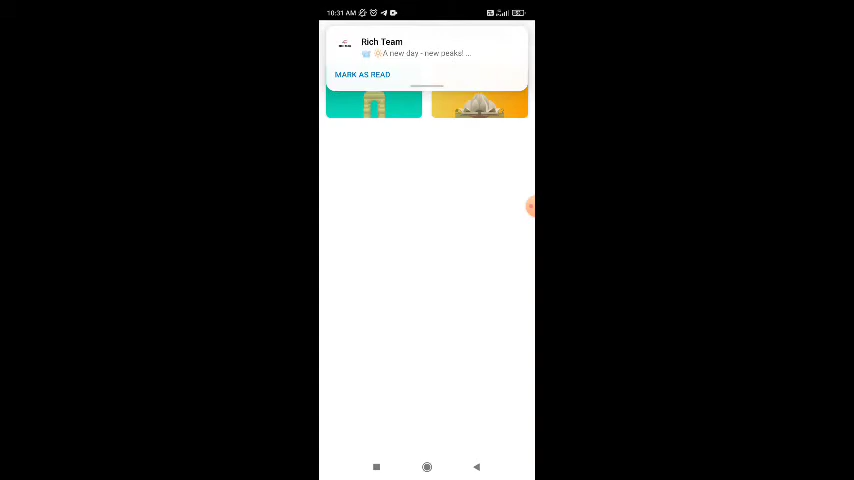 10:31 AM
Rich Team
A new day - new peaks! ...
MARK AS READ